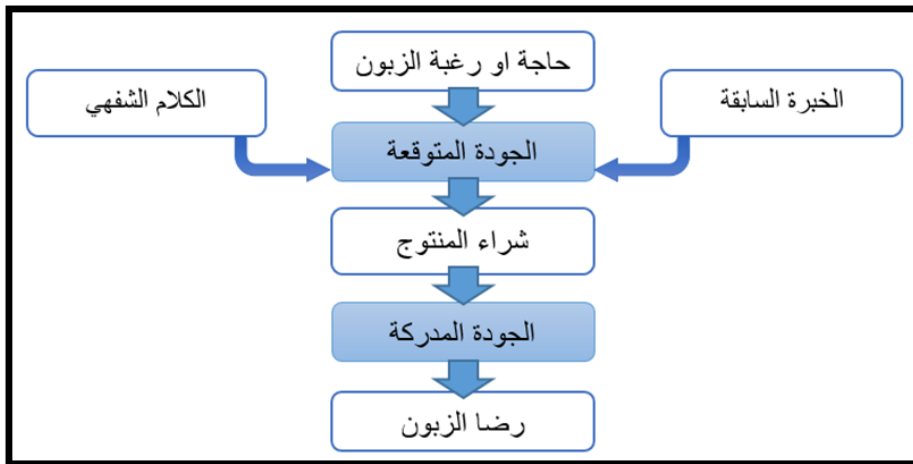 حاجة او رغبة الزبون
الخبرة السابقة
الكلام الشفهي
الجودة المتوقعة
شراء المنتوج
الجودة المدركة
رضا الزبون